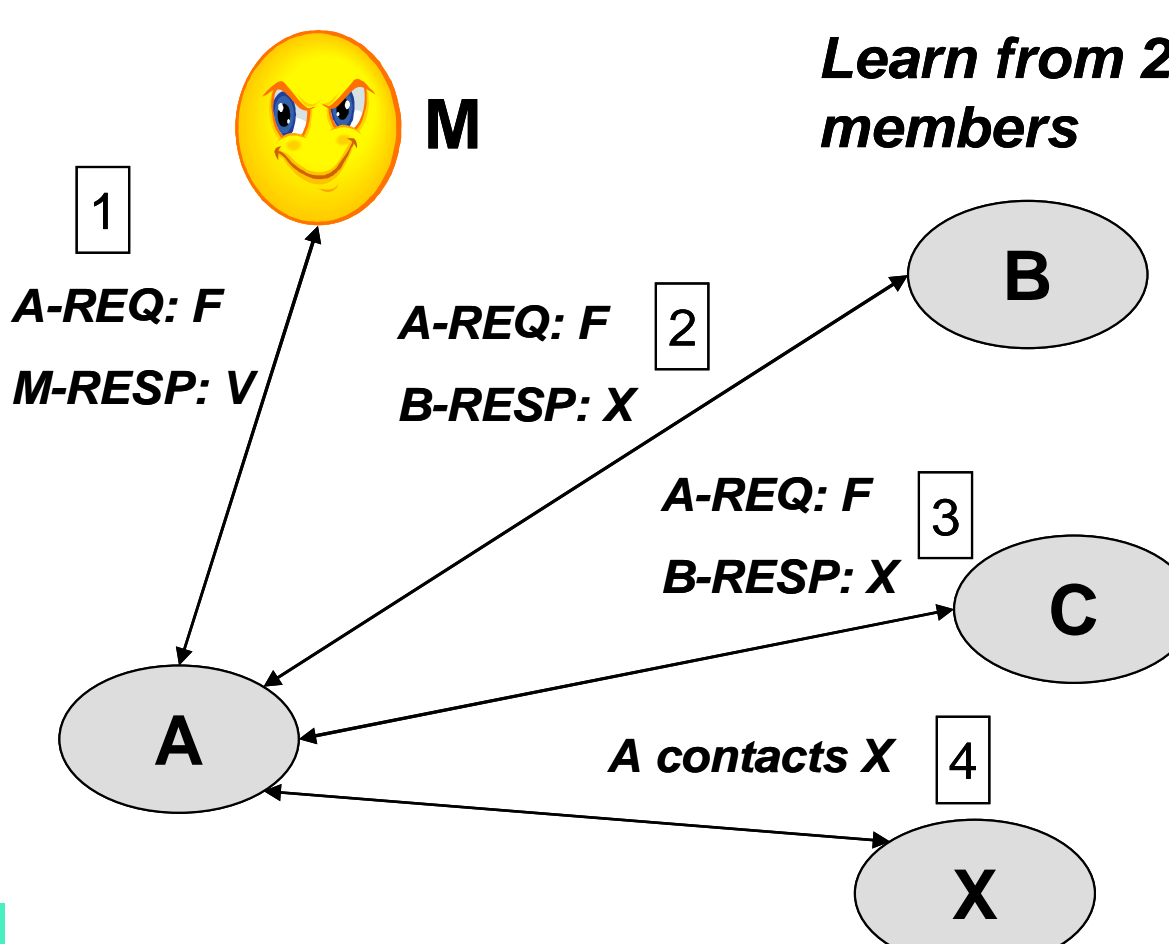 M
Learn from 2
members
1
A-REQ: F
M-RESP: V
A-REQ: F
2
B-RESP: X
B
A-REQ: F
3
B-RESP: X
C
A
A contacts X
4
X